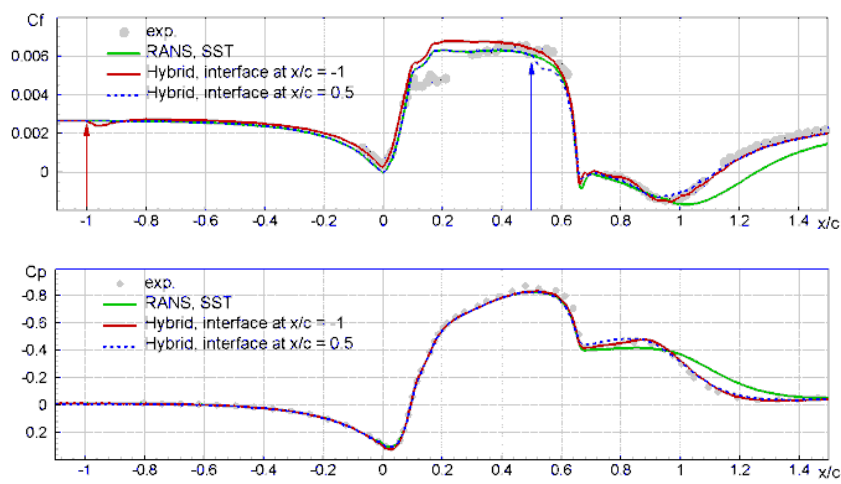 Cf
exp.
RANS, SST
Hybrid, interface at x/c = -1
Hybrid, interface at x/c = 0.5
0.006
0.004
0.002
0
-1 -0.8 -0.6 -0.4 -0.2 0 0.2 0.4 0.6 0.8 1 1.2 1.4 x/c
Cp
exp.
RANS, SST
Hybrid, interface at x/c = -1
Hybrid, interface at x/c = 0.5
-0.8
-0.6
-0.4
-0.2
0
0.2
-1 -0.8 -0.6 -0.4 -0.2 0 0.2 0.4 0.6 0.8 1 1.2 1.4 x/c